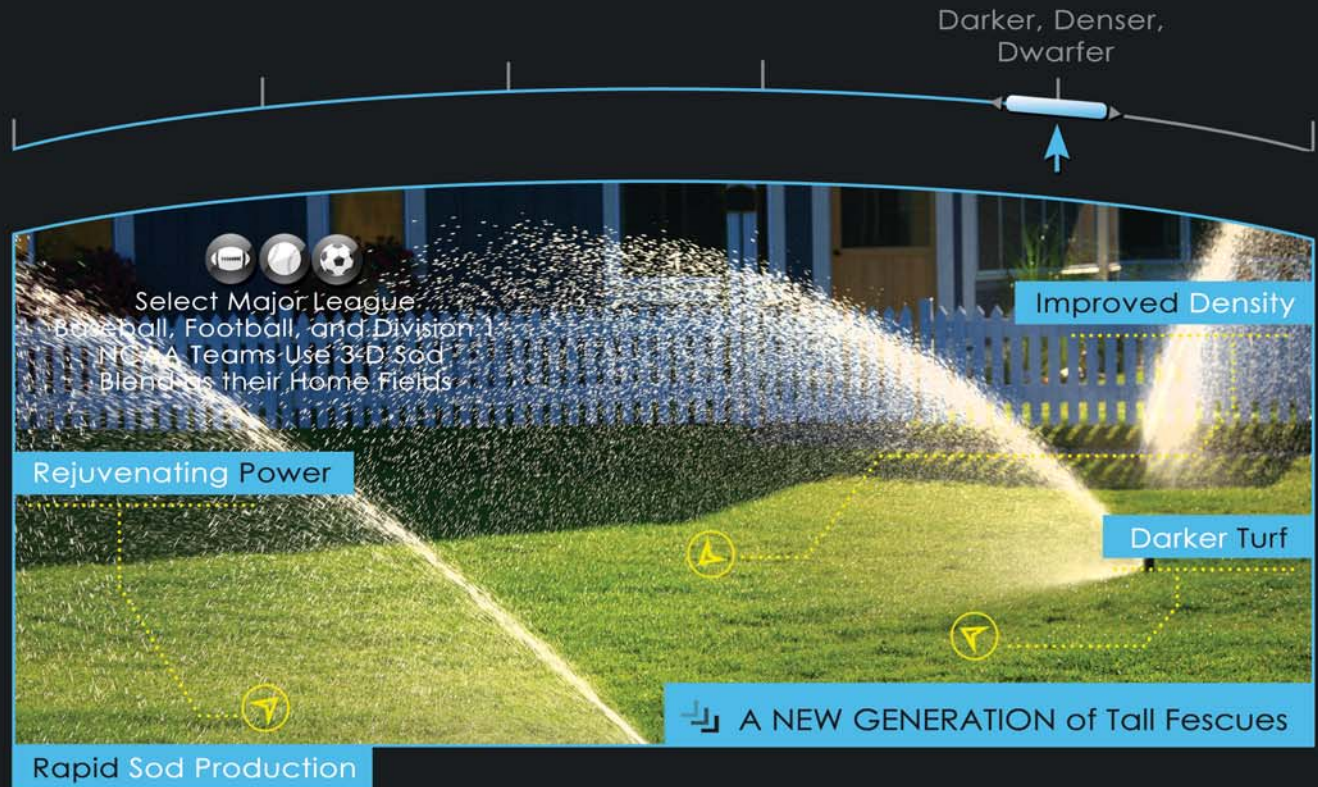 Darker, Denser,
Dwarfer
Select Major League
Baseball, Football, and Division 1
NCAA Teams Use 3-D Sod
Blend as their Home Fields
Improved Density
Rejuvenating Power
Darker Turf
A NEW GENERATION of Tall Fescues
Rapid Sod Production